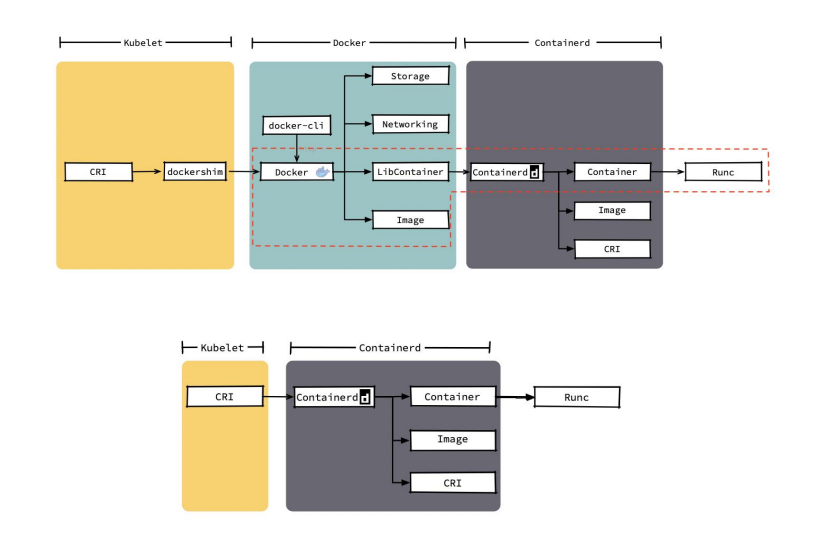 Kubelet
Docker
Containerd
Storage
docker-cli
Networking
CRI
dockershim
Docker
LibContainer
Containerd
Container
Runc
Image
Image
CRI
Kubelet
Containerd
CRI
Containerd
Container
Runc
Image
CRI